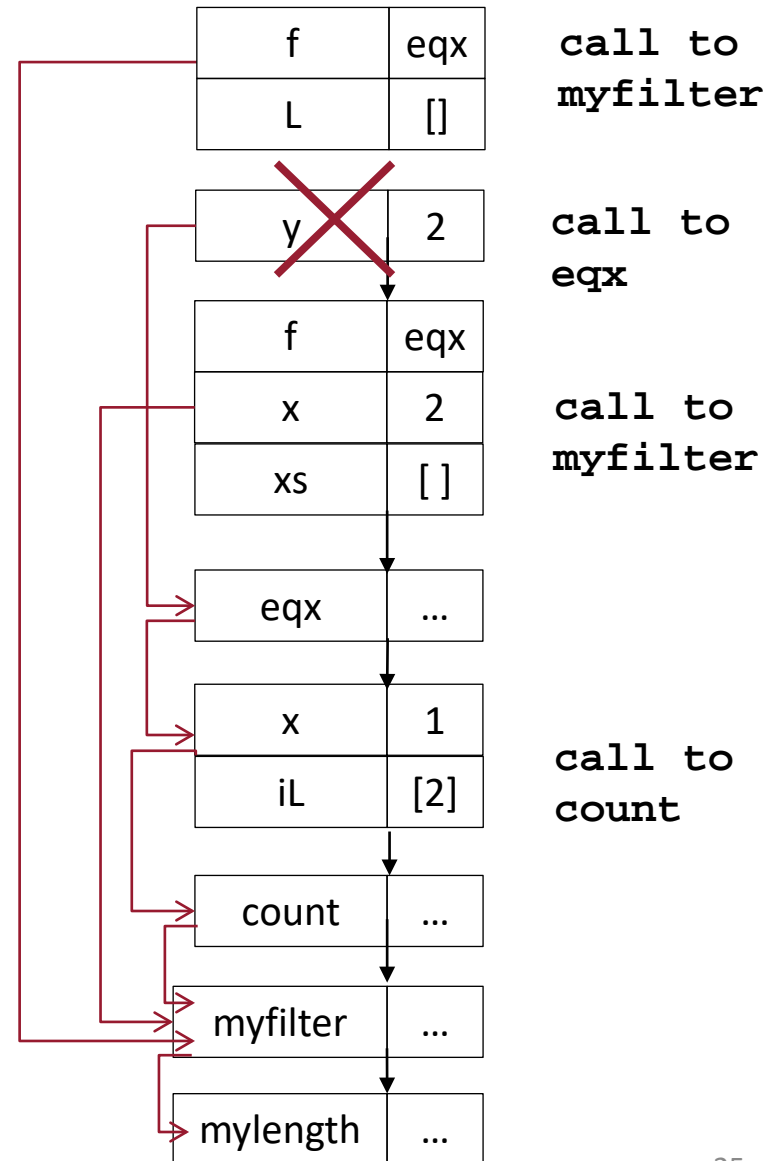 f eqx call to
L [] myfilter
y 2 call to
eqx
f eqx
x 2 call to
xs [ ] myfilter
eqx ...
x 1 call to
iL [2] count
count ...
myfilter ...
mylength ...